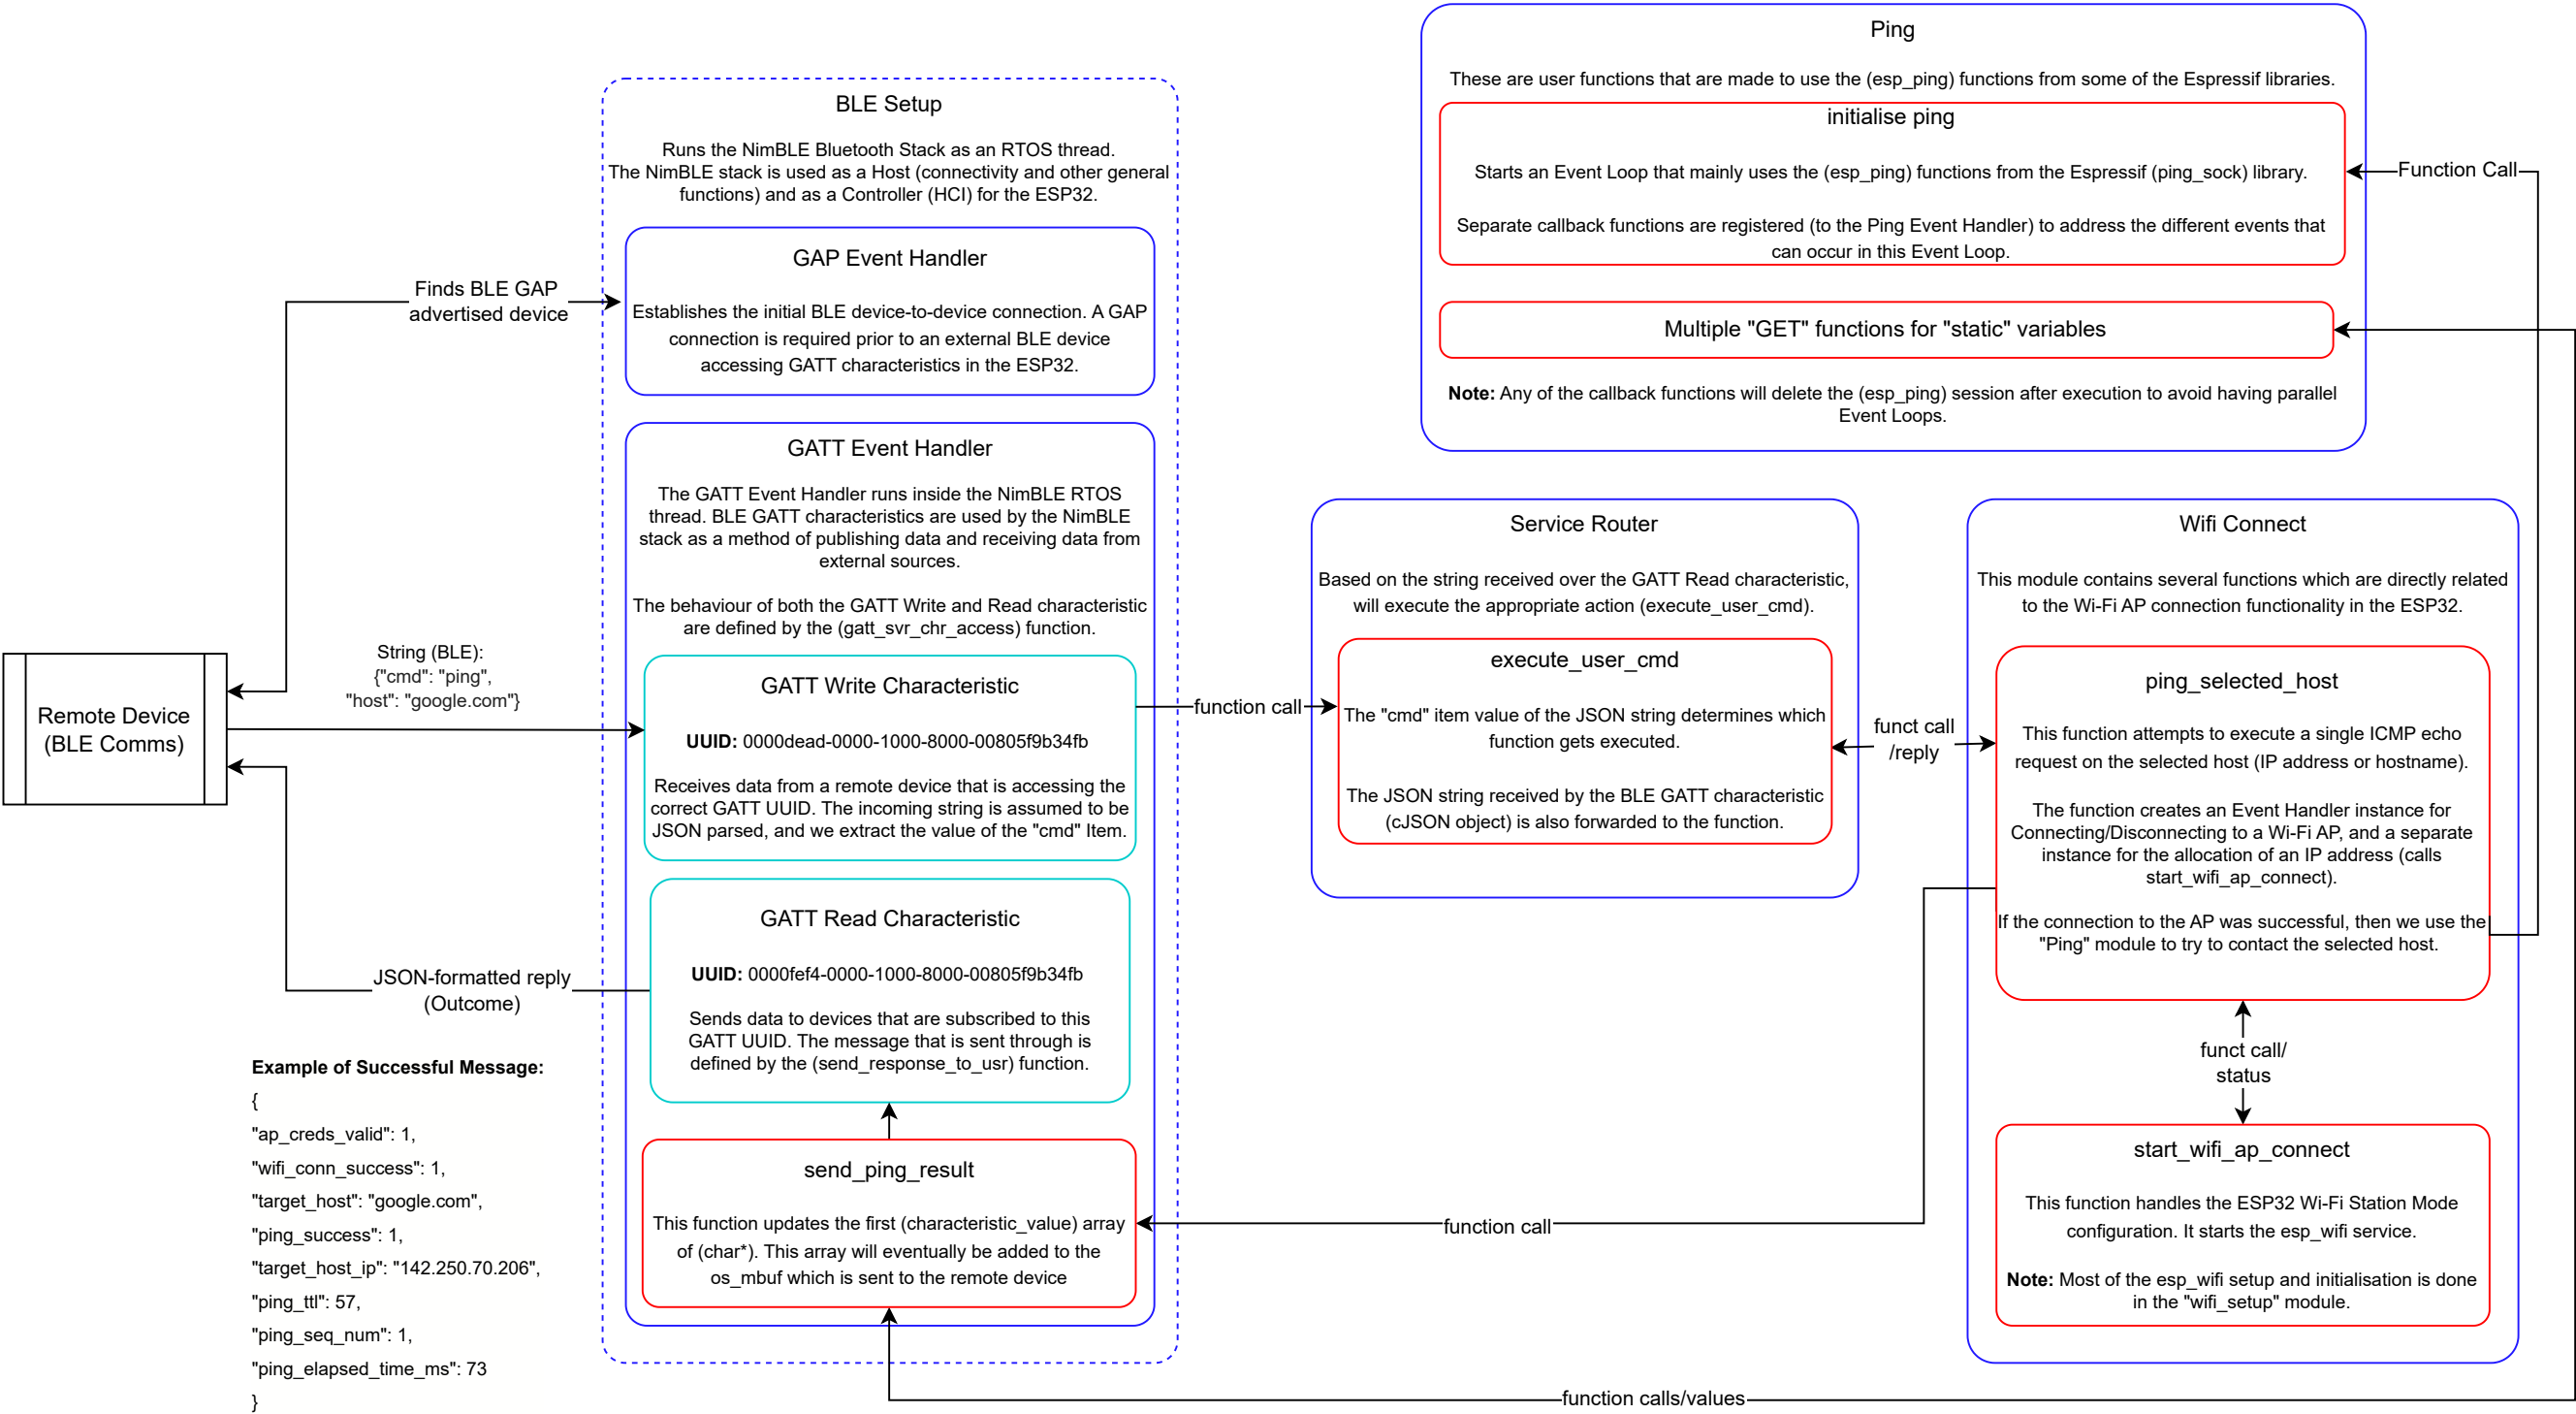 Ping
These are user functions that are made to use the (esp_ping) functions from some of the Espressif libraries.
initialise ping
Starts an Event Loop that mainly uses the (esp_ping) functions from the Espressif (ping_sock) library.
Separate callback functions are registered (to the Ping Event Handler) to address the different events that
can occur in this Event Loop.
Multiple "GET" functions for "static" variables
Note: Any of the callback functions will delete the (esp_ping) session after execution to avoid having parallel
Event Loops.
Function Call
BLE Setup
Runs the NimBLE Bluetooth Stack as an RTOS thread.
The NimBLE stack is used as a Host (connectivity and other general
functions) and as a Controller (HCI) for the ESP32.
GAP Event Handler
Establishes the initial BLE device-to-device connection. A GAP
connection is required prior to an external BLE device
accessing GATT characteristics in the ESP32.
Finds BLE GAP
advertised device
GATT Event Handler
The GATT Event Handler runs inside the NimBLE RTOS
thread. BLE GATT characteristics are used by the NimBLE
stack as a method of publishing data and receiving data from
external sources.
The behaviour of both the GATT Write and Read characteristic
are defined by the (gatt_svr_chr_access) function.
Remote Device
(BLE Comms)
String (BLE):
{"cmd": "ping",
"host": "google.com"}
GATT Write Characteristic
UUID: 0000dead-0000-1000-8000-00805f9b34fb
Receives data from a remote device that is accessing the
correct GATT UUID. The incoming string is assumed to be
JSON parsed, and we extract the value of the "cmd" Item.
function call
Service Router
Based on the string received over the GATT Read characteristic,
will execute the appropriate action (execute_user_cmd).
execute_user_cmd
The "cmd" item value of the JSON string determines which
function gets executed.
The JSON string received by the BLE GATT characteristic
(cJSON object) is also forwarded to the function.
funct call
/reply
Wifi Connect
This module contains several functions which are directly related
to the Wi-Fi AP connection functionality in the ESP32.
ping_selected_host
This function attempts to execute a single ICMP echo
request on the selected host (IP address or hostname).
The function creates an Event Handler instance for
Connecting/Disconnecting to a Wi-Fi AP, and a separate
instance for the allocation of an IP address (calls
start_wifi_ap_connect).
If the connection to the AP was successful, then we use the
"Ping" module to try to contact the selected host.
funct call/
status
start_wifi_ap_connect
This function handles the ESP32 Wi-Fi Station Mode
configuration. It starts the esp_wifi service.
Note: Most of the esp_wifi setup and initialisation is done
in the "wifi_setup" module.
GATT Read Characteristic
UUID: 0000fef4-0000-1000-8000-00805f9b34fb
Sends data to devices that are subscribed to this
GATT UUID. The message that is sent through is
defined by the (send_response_to_usr) function.
JSON-formatted reply
(Outcome)
send_ping_result
This function updates the first (characteristic_value) array
of (char*). This array will eventually be added to the
os_mbuf which is sent to the remote device
function call
function calls/values
Example of Successful Message:
{
"ap_creds_valid": 1,
"wifi_conn_success": 1,
"target_host": "google.com",
"ping_success": 1,
"target_host_ip": "142.250.70.206",
"ping_ttl": 57,
"ping_seq_num": 1,
"ping_elapsed_time_ms": 73
}